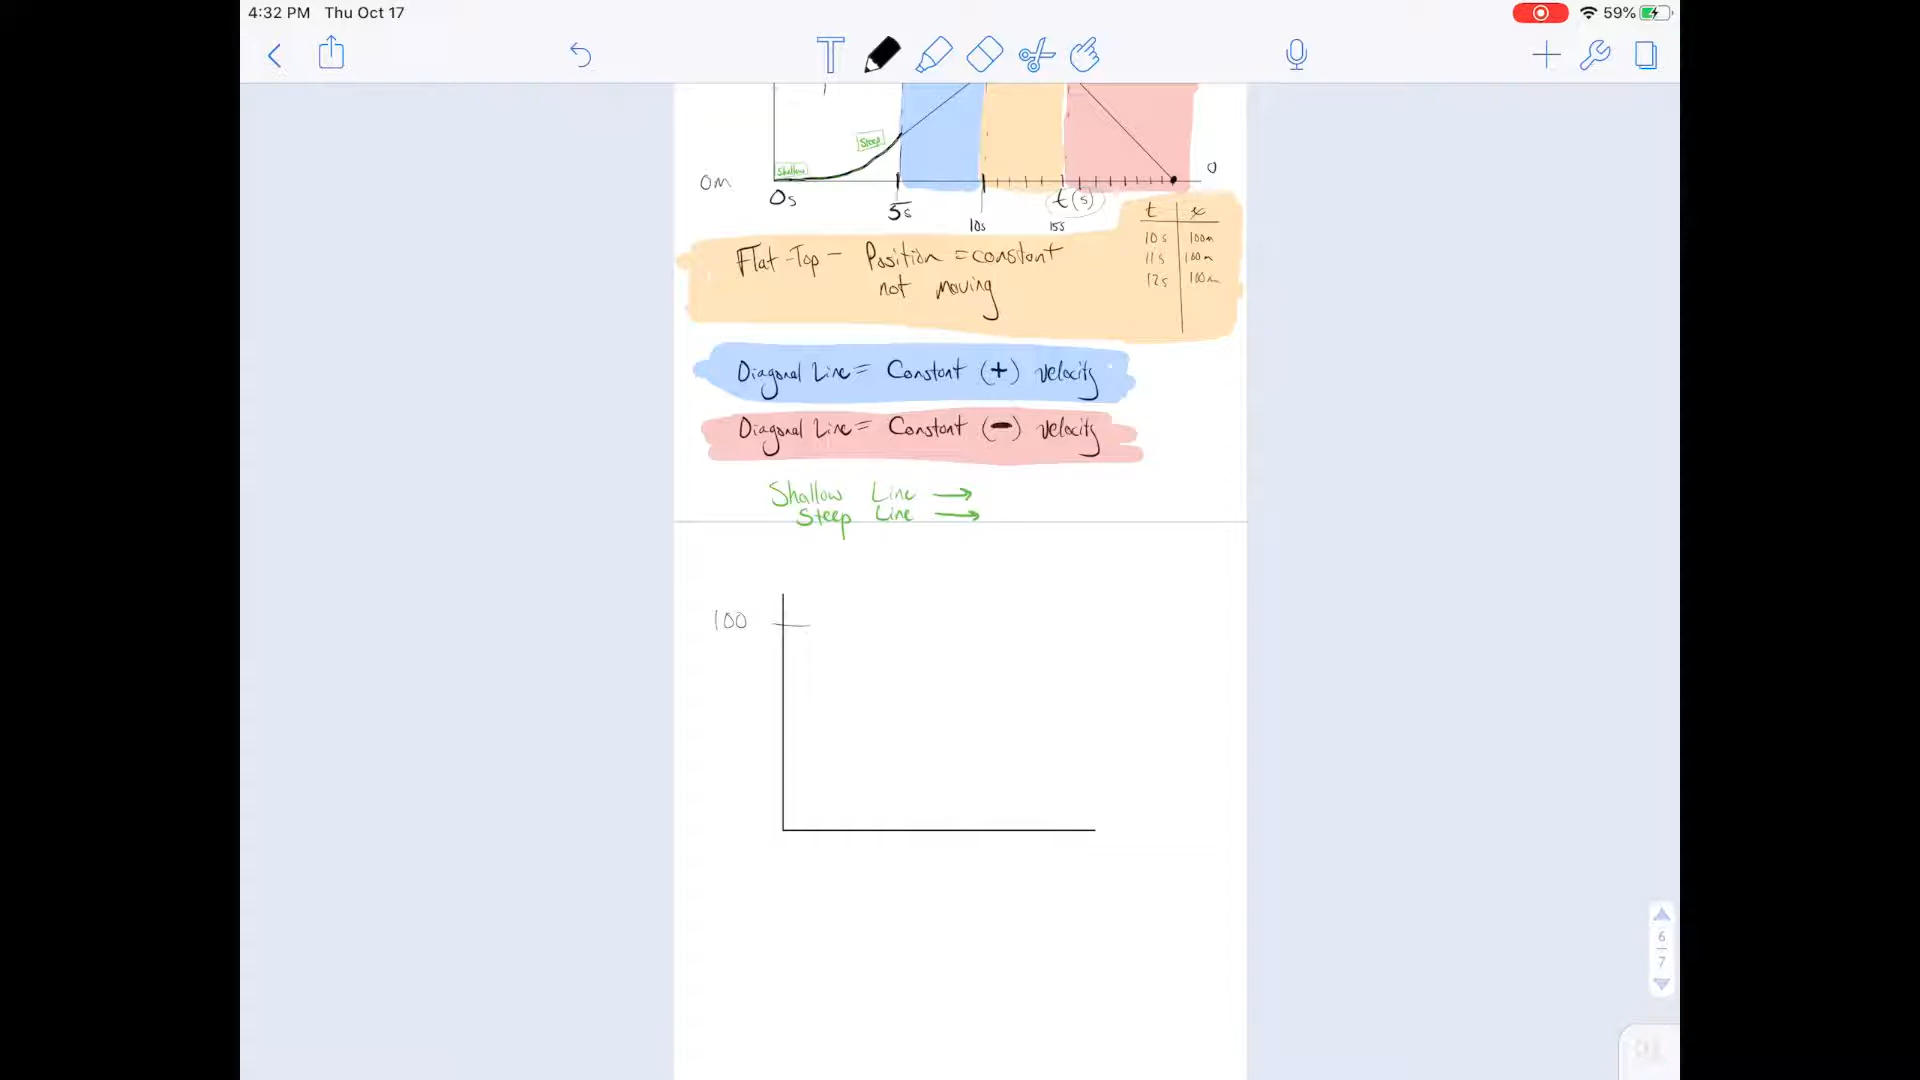 4:32 PM Thu Oct 17
59%
T
Steep
Shallow
0m
0
0s
5s
t(s)
10s
15s
t x
10s 100m
11s 100m
12s 100m
Flat-Top - Position = constant
not moving
Diagonal Line = Constant (+) velocity
Diagonal Line = Constant (-) velocity
Shallow Line →
Steep Line →
100
6
7